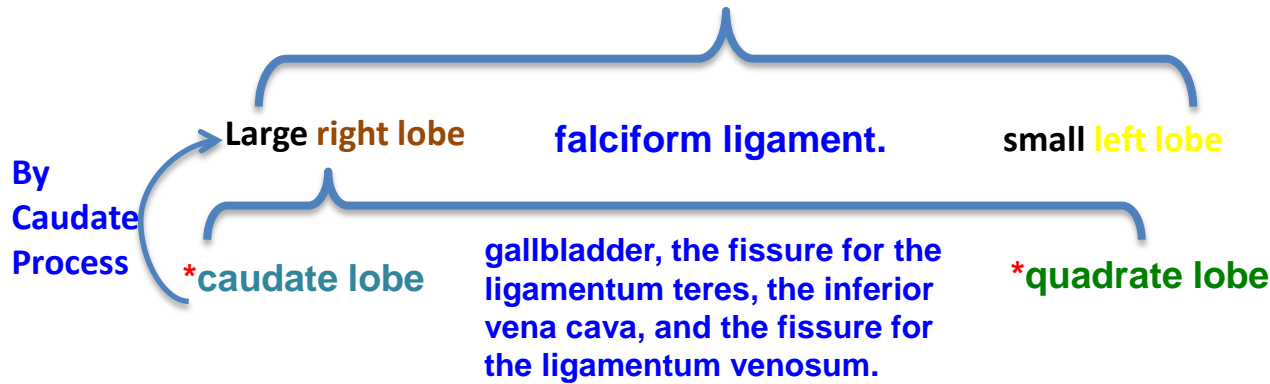 Large right lobe
falciform ligament.
small left lobe
By
Caudate
Process
*caudate lobe
gallbladder, the fissure for the
ligamentum teres, the inferior
vena cava, and the fissure for
the ligamentum venosum.
*quadrate lobe